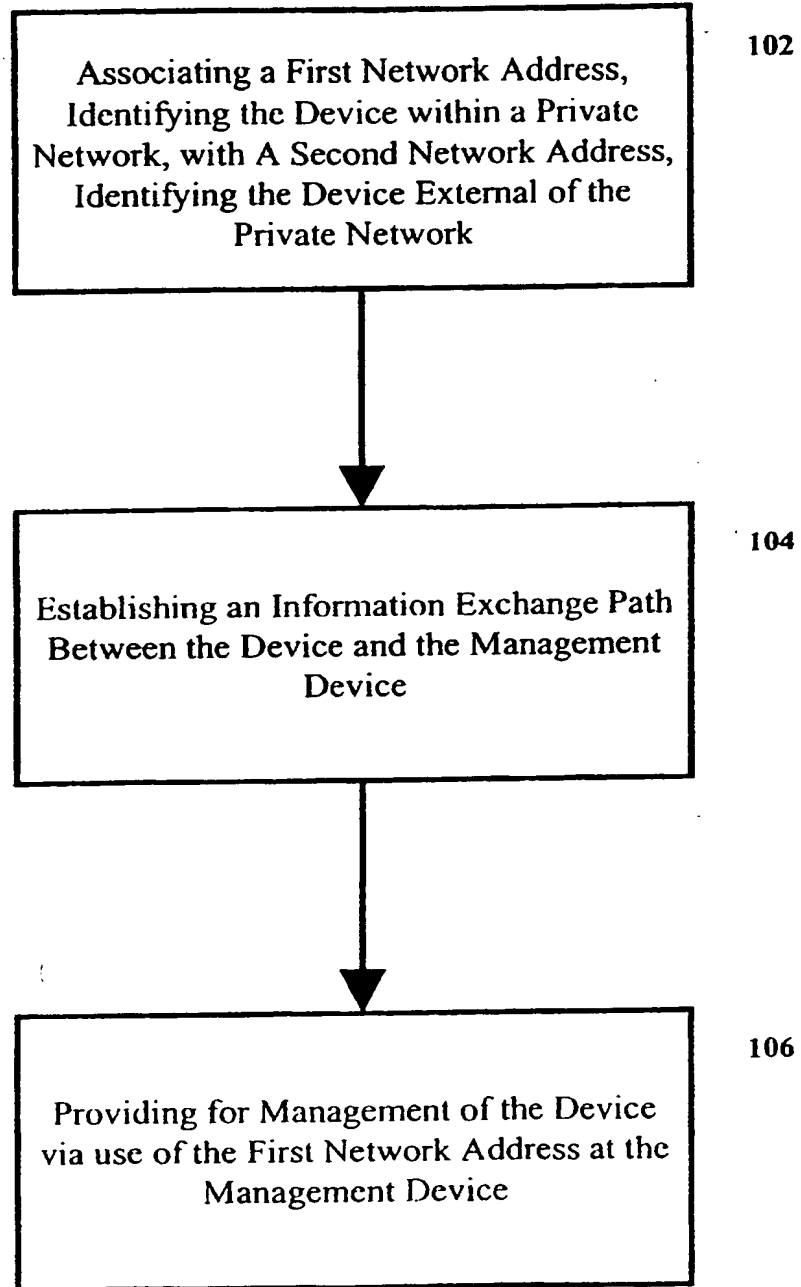 102
Associating a First Network Address,
Identifying the Device within a Private
Network, with A Second Network Address,
Identifying the Device External of the
Private Network
104
Establishing an Information Exchange Path
Between the Device and the Management
Device
106
Providing for Management of the Device
via use of the First Network Address at the
Management Device